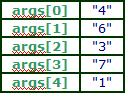 args[0] "4"
args[1] "6"
args[2] "3"
args[3] "7"
args[4] "1"